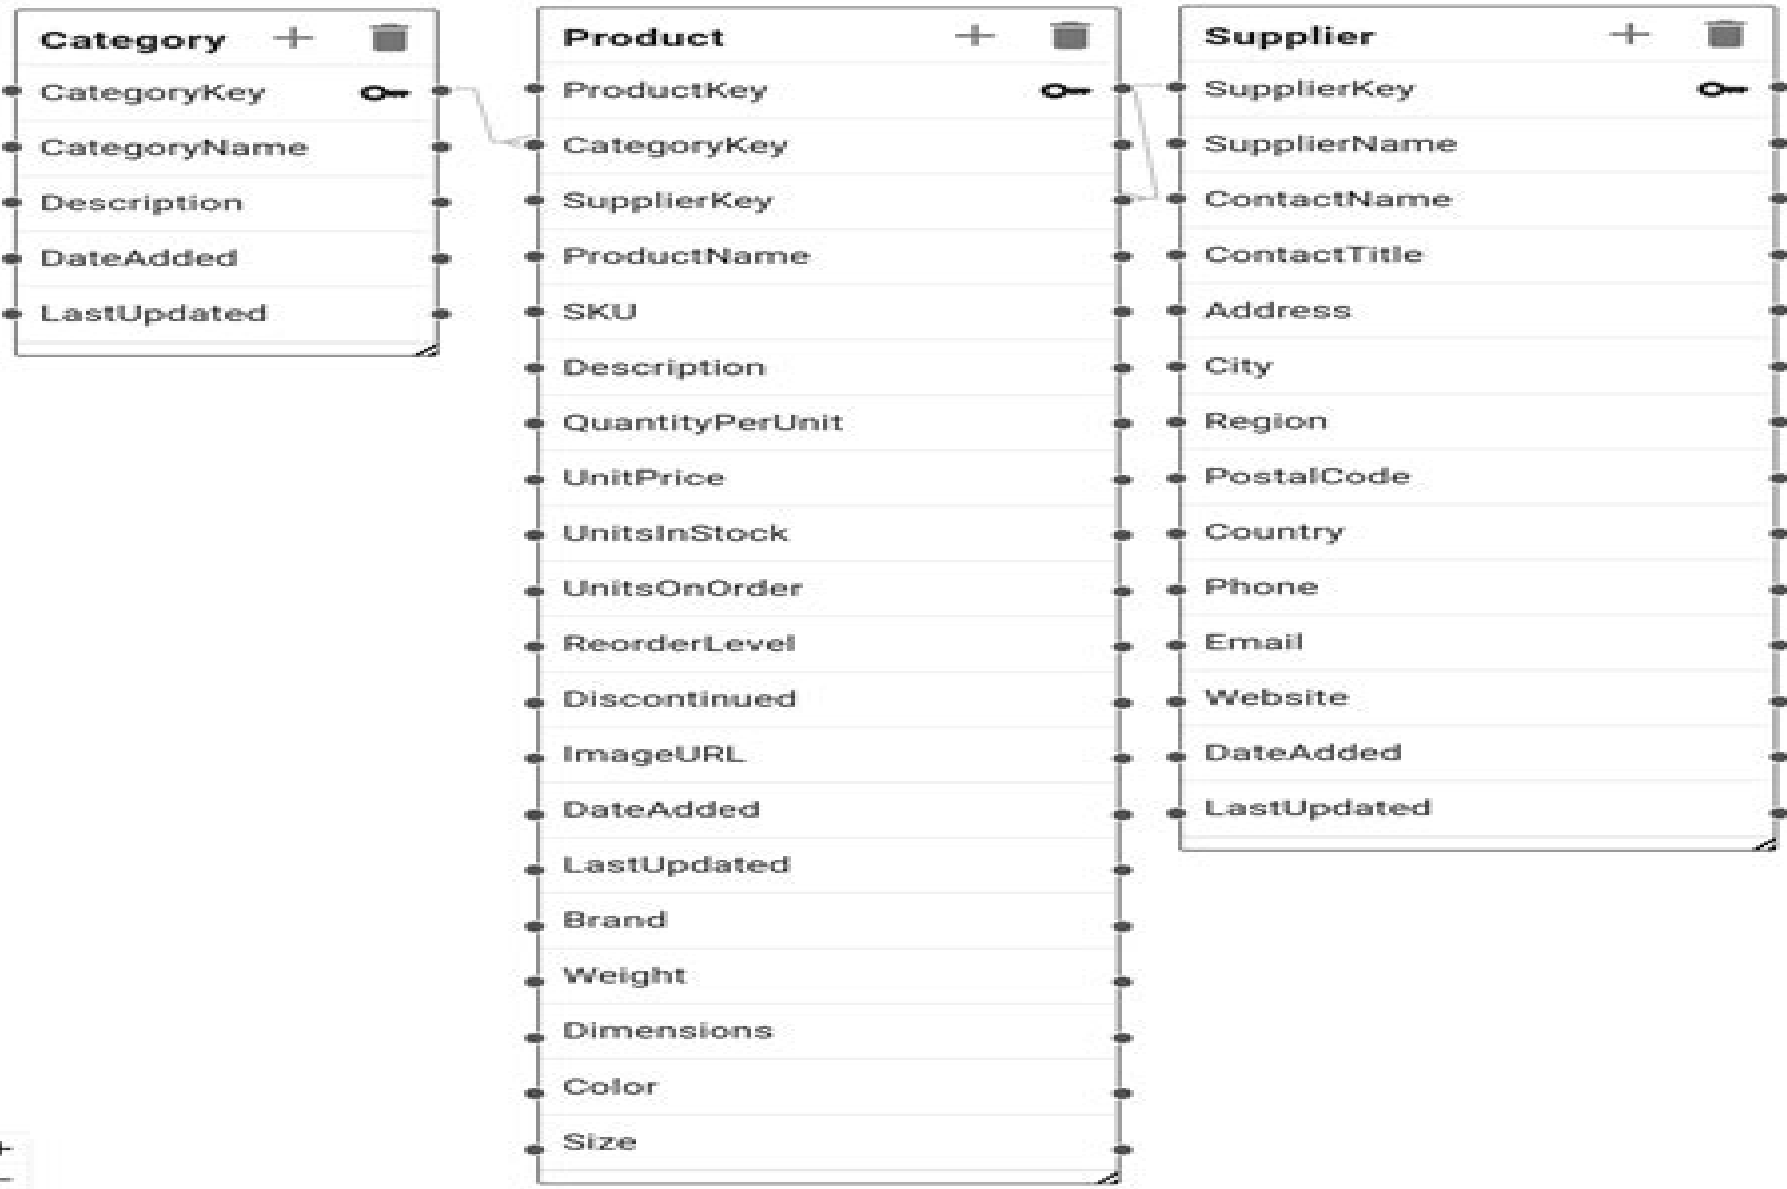 Category
CategoryKey
CategoryName
Description
DateAdded
LastUpdated
Product
ProductKey
CategoryKey
SupplierKey
ProductName
SKU
Description
QuantityPerUnit
UnitPrice
UnitsInStock
UnitsOnOrder
ReorderLevel
Discontinued
ImageURL
DateAdded
LastUpdated
Brand
Weight
Dimensions
Color
Size
Supplier
SupplierKey
SupplierName
ContactName
ContactTitle
Address
City
Region
PostalCode
Country
Phone
Email
Website
DateAdded
LastUpdated